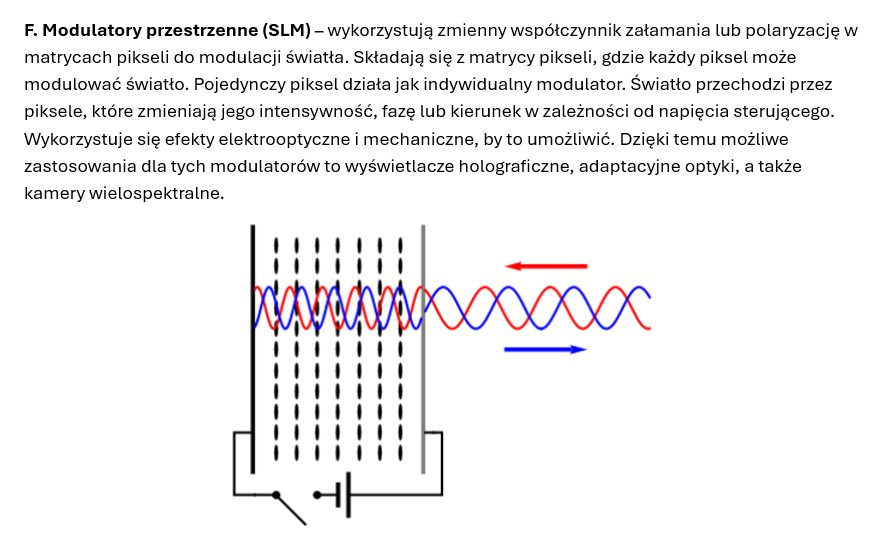 F. Modulatory przestrzenne (SLM) – wykorzystują zmienny współczynnik załamania lub polaryzację w
matrycach pikseli do modulacji światła. Składają się z matrycy pikseli, gdzie każdy piksel może
modulować światło. Pojedynczy piksel działa jak indywidualny modulator. Światło przechodzi przez
piksele, które zmieniają jego intensywność, fazę lub kierunek w zależności od napięcia sterującego.
Wykorzystuje się efekty elektrooptyczne i mechaniczne, by to umożliwić. Dzięki temu możliwe
zastosowania dla tych modulatorów to wyświetlacze holograficzne, adaptacyjne optyki, a także
kamery wielospektralne.